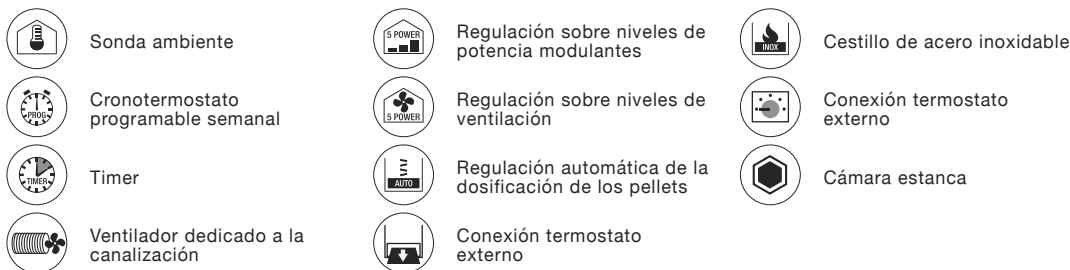 Sonda ambiente
PROG
Cronotermostato
programable semanal
TIMER
Timer
Ventilador dedicado a la
canalización
5 POWER
Regulación sobre niveles de
potencia modulantes
5 POWER
Regulación sobre niveles de
ventilación
AUTO
Regulación automática de la
dosificación de los pellets
Conexión termostato
externo
INOX
Cestillo de acero inoxidable
Conexión termostato
externo
Cámara estanca